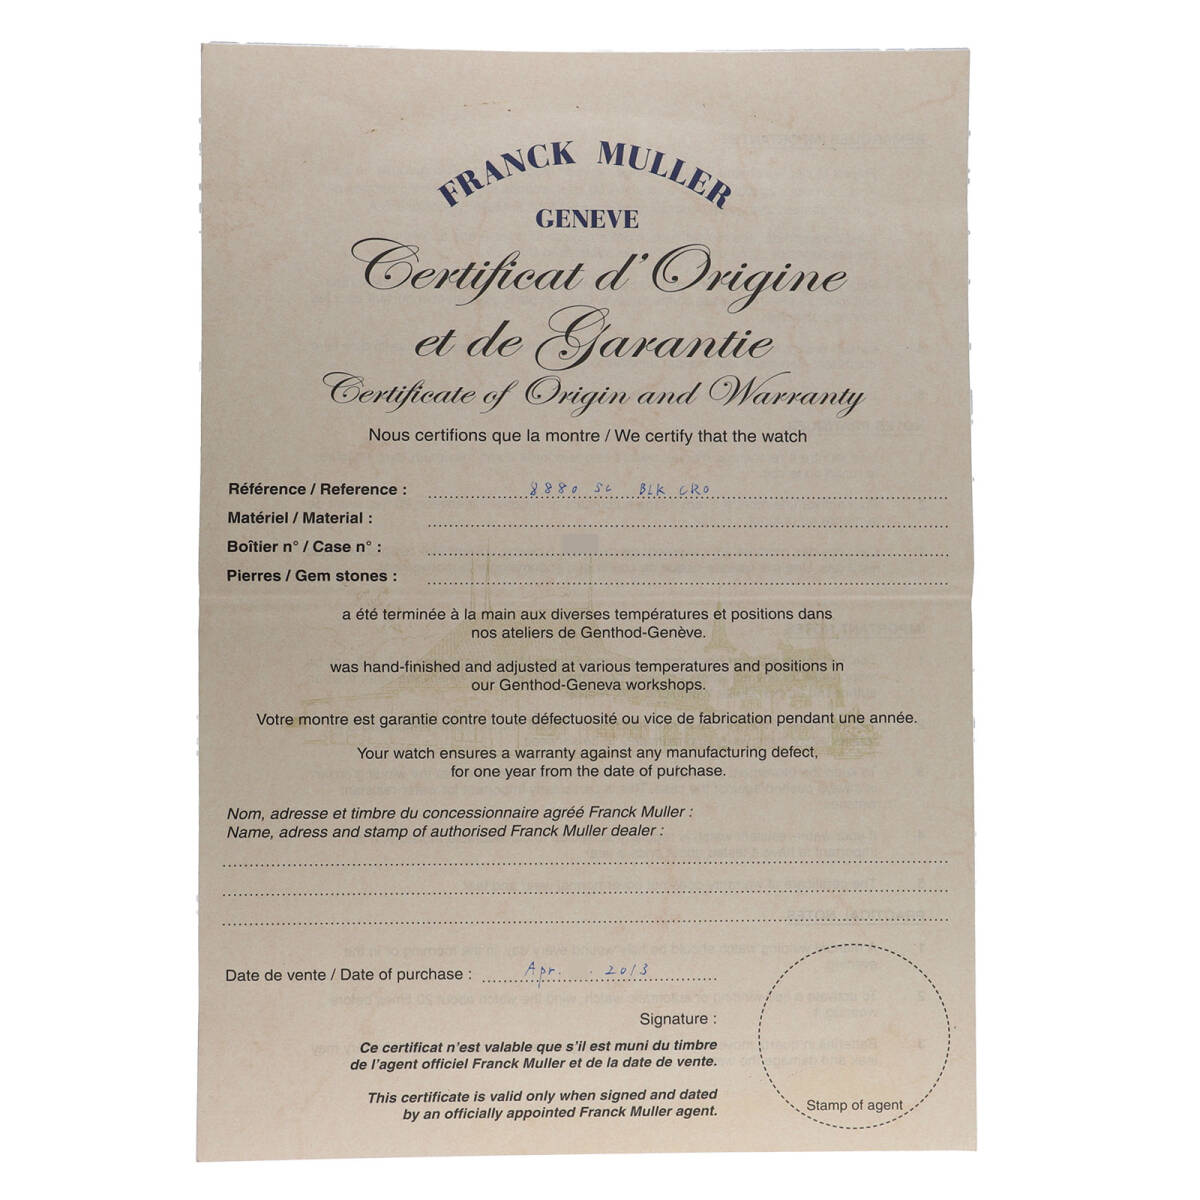 FRANCK MULLER
GENEVE
Certificat d'Origine
et de Garantie
Certificate of Origin and Warranty
Nous certifions que la montre / We certify that the watch
Référence / Reference : 8880 SC BLK CRO
Matériel / Material :
Boîtier n° / Case n° :
Pierres / Gem stones :
a été terminée à la main aux diverses températures et positions dans
nos ateliers de Genthod-Genève.
was hand-finished and adjusted at various temperatures and positions in
our Genthod-Geneva workshops.
Votre montre est garantie contre toute défectuosité ou vice de fabrication pendant une année.
Your watch ensures a warranty against any manufacturing defect,
for one year from the date of purchase.
Nom, adresse et timbre du concessionnaire agréé Franck Muller :
Name, adress and stamp of authorised Franck Muller dealer :
Date de vente / Date of purchase : Apr. . 2013
Signature :
Ce certificat n'est valable que s'il est muni du timbre
de l'agent officiel Franck Muller et de la date de vente.
This certificate is valid only when signed and dated
by an officially appointed Franck Muller agent.
Stamp of agent